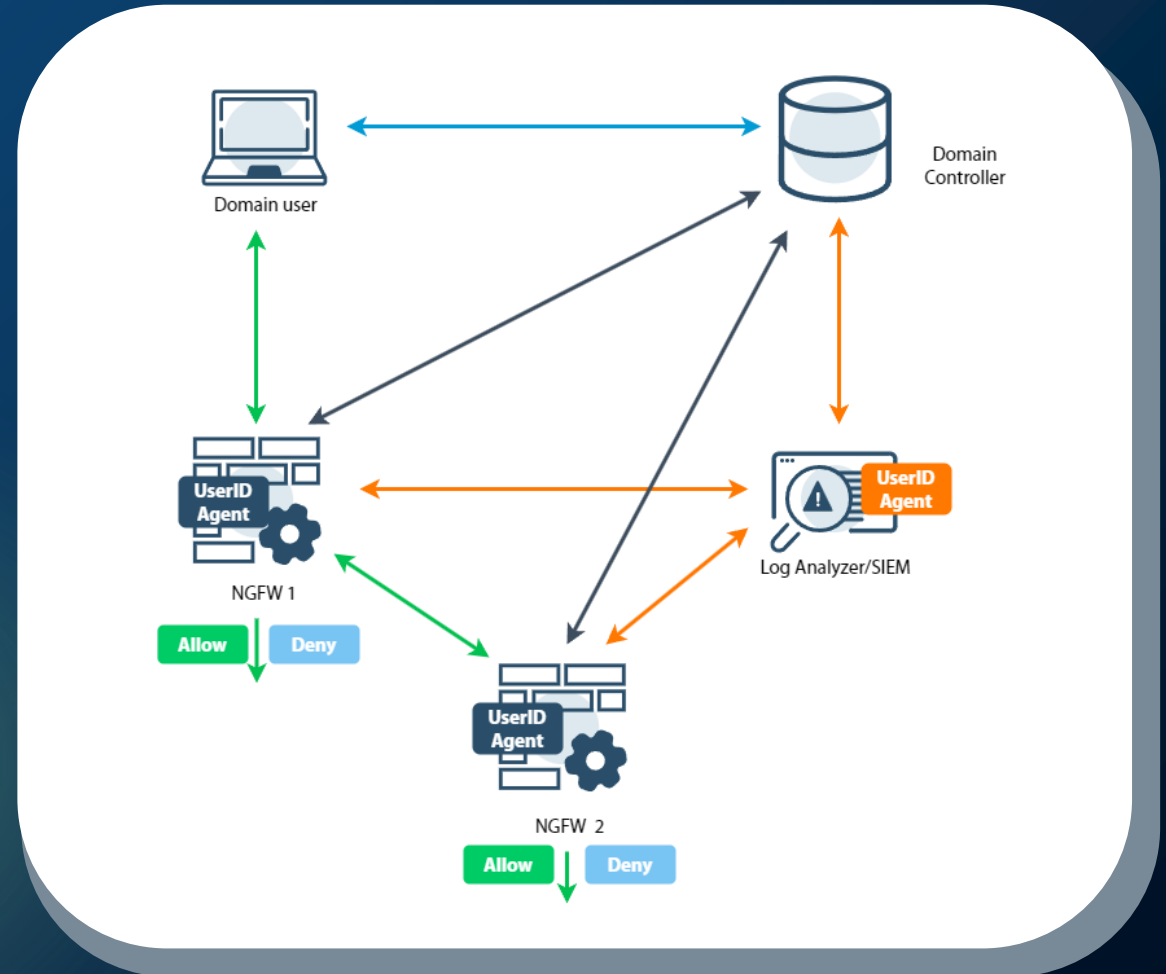 Domain user
Domain
Controller
UserID
Agent
NGFW 1
Allow
Deny
UserID
Agent
Log Analyzer/SIEM
UserID
Agent
NGFW 2
Allow
Deny